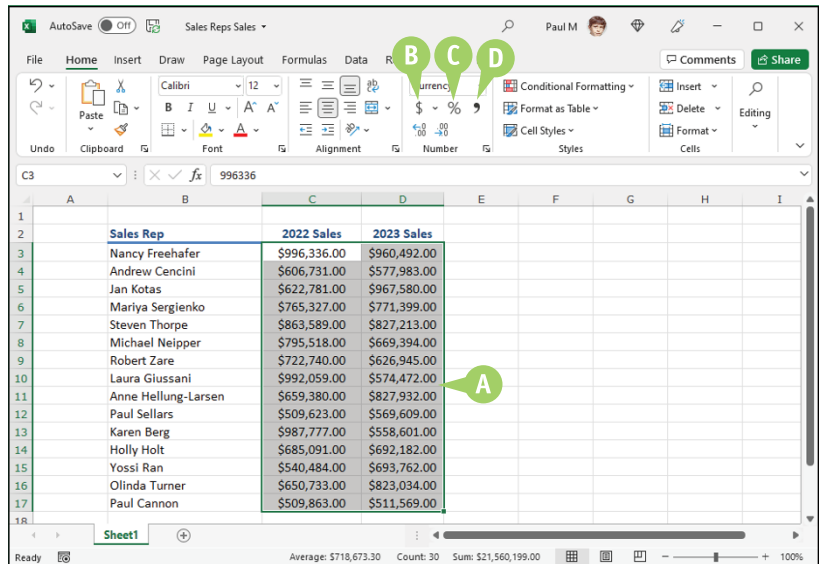 AutoSave Off Sales Reps Sales Paul M
File Home Insert Draw Page Layout Formulas Data Comments Share
B C D
Calibri 12 Conditional Formatting Insert
Paste B I U A A $ % 9 Format as Table Delete Editing
A .00 .00 Cell Styles Format
Undo Clipboard Font Alignment Number Styles Cells
C3 fx 996336
A B C D E F G H I
1
2 Sales Rep 2022 Sales 2023 Sales
3 Nancy Freehafer $996,336.00 $960,492.00
4 Andrew Cencini $606,731.00 $577,983.00
5 Jan Kotas $622,781.00 $967,580.00
6 Mariya Sergienko $765,327.00 $771,399.00
7 Steven Thorpe $863,589.00 $827,213.00
8 Michael Neipper $795,518.00 $669,394.00
9 Robert Zare $722,740.00 $626,945.00
10 Laura Giussani $992,059.00 $574,472.00 A
11 Anne Hellung-Larsen $659,380.00 $827,932.00
12 Paul Sellars $509,623.00 $569,609.00
13 Karen Berg $987,777.00 $558,601.00
14 Holly Holt $685,091.00 $692,182.00
15 Yossi Ran $540,484.00 $693,762.00
16 Olinda Turner $650,733.00 $823,034.00
17 Paul Cannon $509,863.00 $511,569.00
18
Sheet1
Ready Average: $718,673.30 Count: 30 Sum: $21,560,199.00 100%